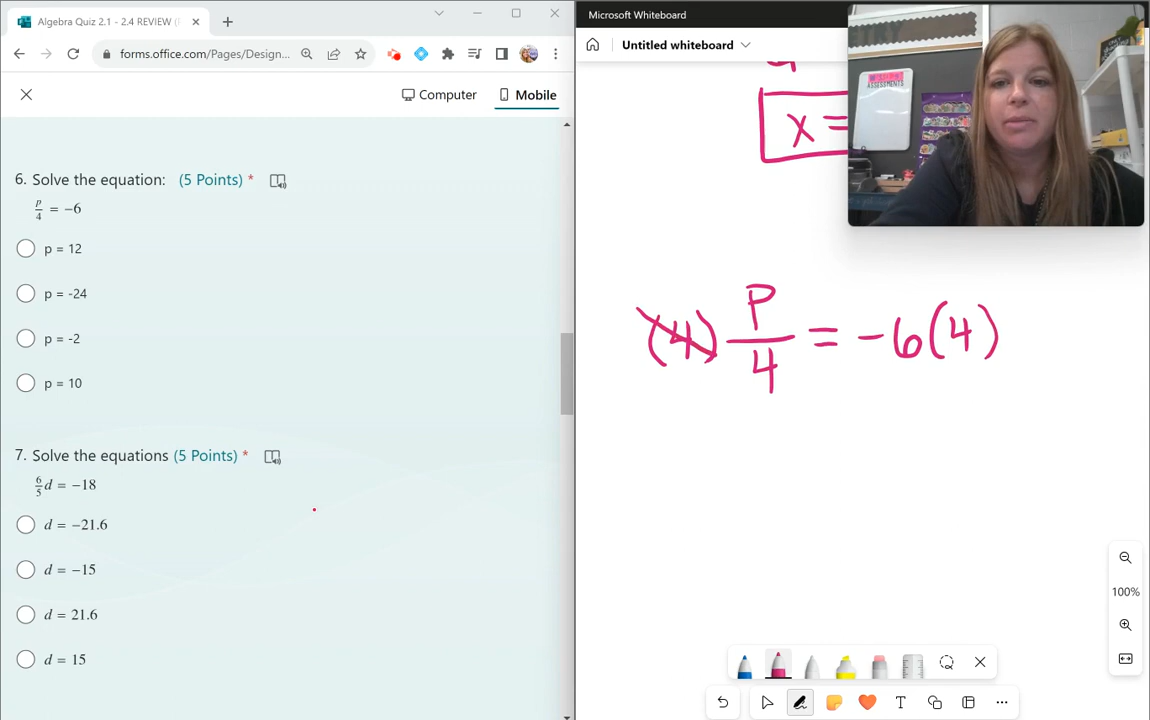 Algebra Quiz 2.1 - 2.4 REVIEW
forms.office.com/Pages/Design...
Computer
Mobile
6. Solve the equation: (5 Points) *
p/4 = −6
p = 12
p = -24
p = -2
p = 10
7. Solve the equations (5 Points) *
6/5 d = −18
d = −21.6
d = −15
d = 21.6
d = 15
Microsoft Whiteboard
Untitled whiteboard
ASSESSMENTS
x =
(4) P/4 = -6(4)
100%
T